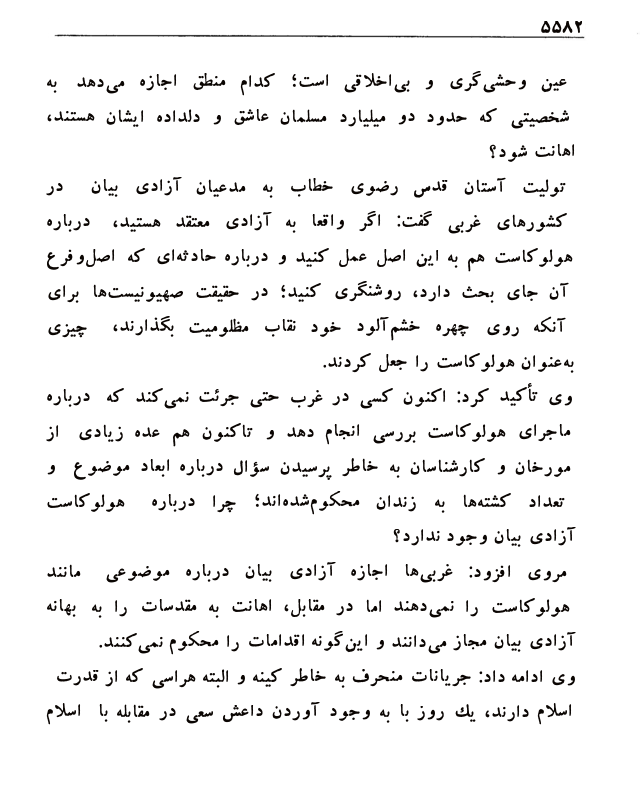 ۵۵۸۲
عین وحشی‌گری و بی‌اخلاقی است؛ کدام منطق اجازه می‌دهد به
شخصیتی که حدود دو میلیارد مسلمان عاشق و دلداده ایشان هستند،
اهانت شود؟
تولیت آستان قدس رضوی خطاب به مدعیان آزادی بیان در
کشورهای غربی گفت: اگر واقعا به آزادی معتقد هستید، درباره
هولوکاست هم به این اصل عمل کنید و درباره حادثه‌ای که اصل‌و‌فرع
آن جای بحث دارد، روشنگری کنید؛ در حقیقت صهیونیست‌ها برای
آنکه روی چهره خشم‌آلود خود نقاب مظلومیت بگذارند، چیزی
به‌عنوان هولوکاست را جعل کردند.
وی تأکید کرد: اکنون کسی در غرب حتی جرئت نمی‌کند که درباره
ماجرای هولوکاست بررسی انجام دهد و تاکنون هم عده زیادی از
مورخان و کارشناسان به خاطر پرسیدن سؤال درباره ابعاد موضوع و
تعداد کشته‌ها به زندان محکوم‌شده‌اند؛ چرا درباره هولوکاست
آزادی بیان وجود ندارد؟
مروی افزود: غربی‌ها اجازه آزادی بیان درباره موضوعی مانند
هولوکاست را نمی‌دهند اما در مقابل، اهانت به مقدسات را به بهانه
آزادی بیان مجاز می‌دانند و این‌گونه اقدامات را محکوم نمی‌کنند.
وی ادامه داد: جریانات منحرف به خاطر کینه و البته هراسی که از قدرت
اسلام دارند، یك روز با به وجود آوردن داعش سعی در مقابله با اسلام